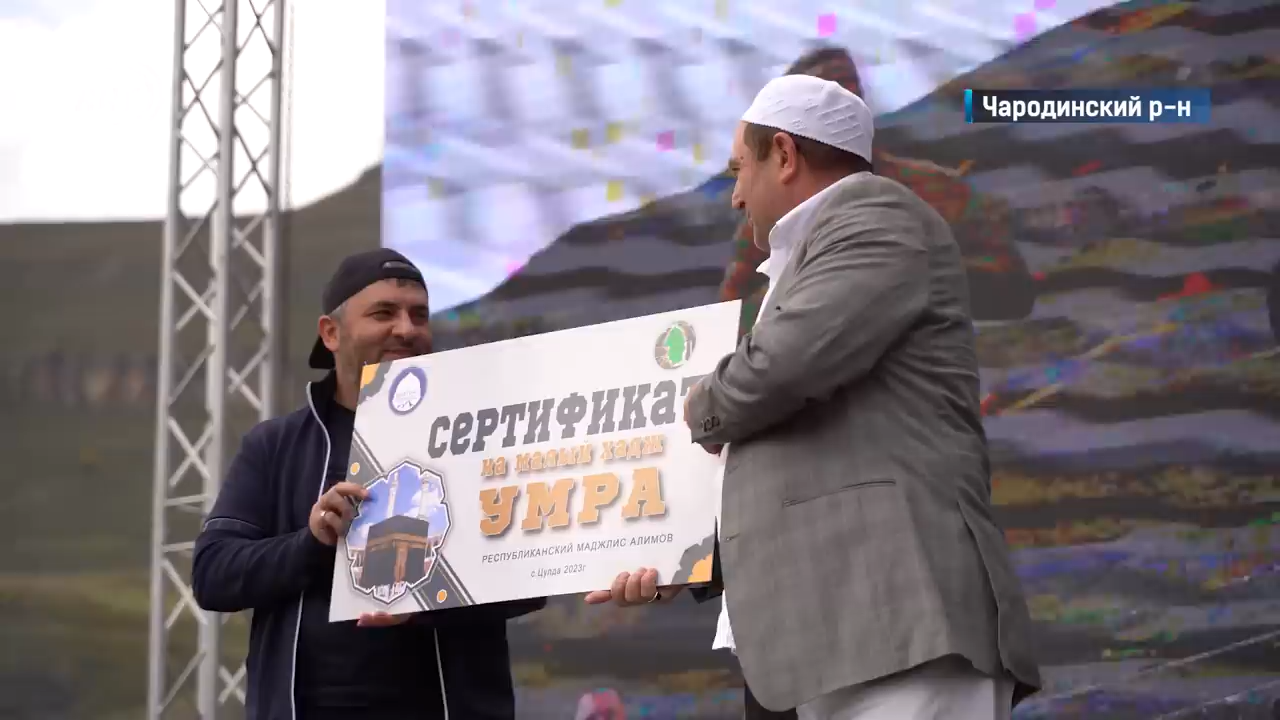 Чародинский р-н
СЕРТИФИКАТ
на малый хадж
УМРА
РЕСПУБЛИКАНСКИЙ МАДЖЛИС АЛИМОВ
с.Цулда 2023г